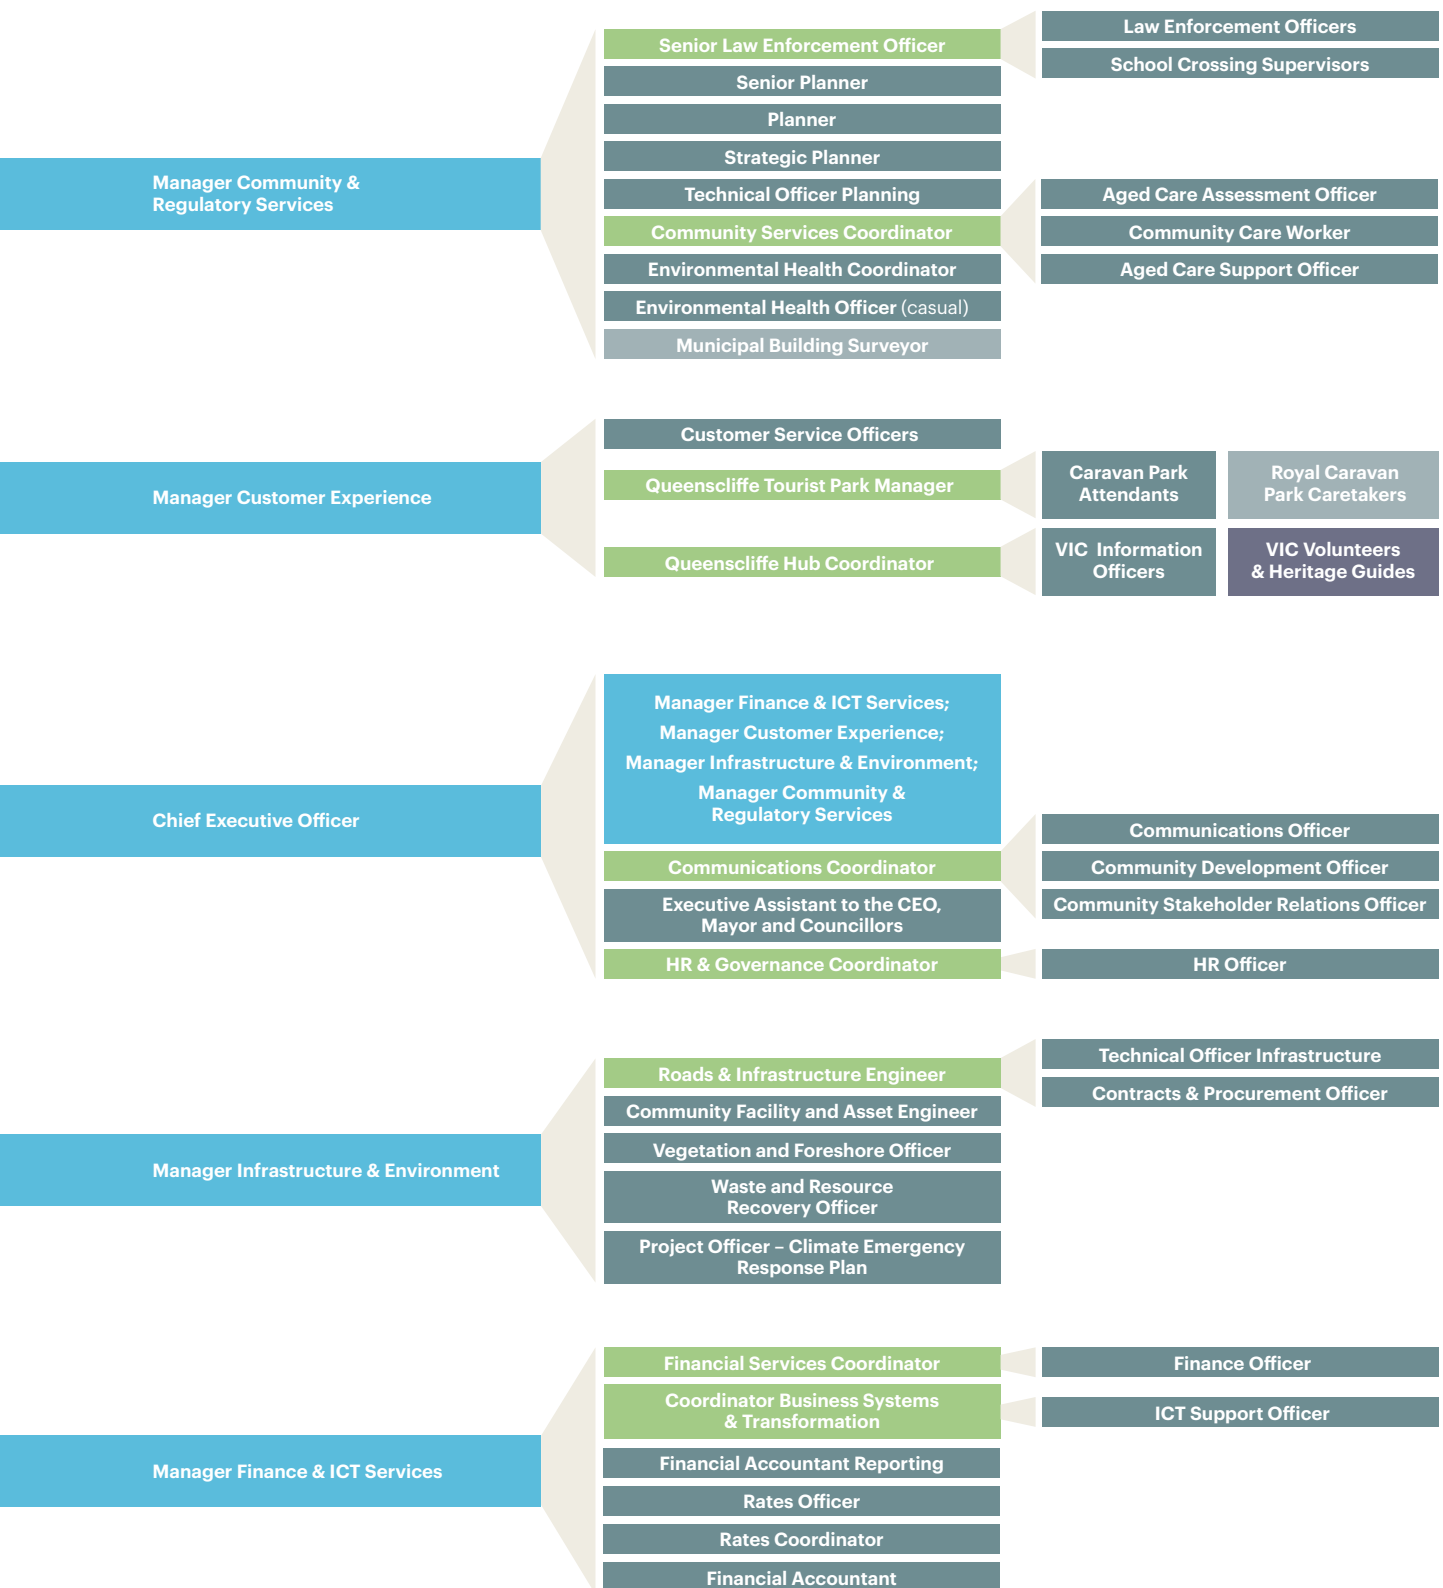 Manager Community &
Regulatory Services
Senior Law Enforcement Officer
Senior Planner
Planner
Strategic Planner
Technical Officer Planning
Community Services Coordinator
Environmental Health Coordinator
Environmental Health Officer (casual)
Municipal Building Surveyor
Law Enforcement Officers
School Crossing Supervisors
Aged Care Assessment Officer
Community Care Worker
Aged Care Support Officer
Manager Customer Experience
Customer Service Officers
Queenscliffe Tourist Park Manager
Queenscliffe Hub Coordinator
Caravan Park
Attendants
Royal Caravan
Park Caretakers
VIC Information
Officers
VIC Volunteers
& Heritage Guides
Chief Executive Officer
Manager Finance & ICT Services;
Manager Customer Experience;
Manager Infrastructure & Environment;
Manager Community &
Regulatory Services
Communications Coordinator
Executive Assistant to the CEO,
Mayor and Councillors
HR & Governance Coordinator
Communications Officer
Community Development Officer
Community Stakeholder Relations Officer
HR Officer
Manager Infrastructure & Environment
Roads & Infrastructure Engineer
Community Facility and Asset Engineer
Vegetation and Foreshore Officer
Waste and Resource
Recovery Officer
Project Officer – Climate Emergency
Response Plan
Technical Officer Infrastructure
Contracts & Procurement Officer
Manager Finance & ICT Services
Financial Services Coordinator
Coordinator Business Systems
& Transformation
Financial Accountant Reporting
Rates Officer
Rates Coordinator
Financial Accountant
Finance Officer
ICT Support Officer